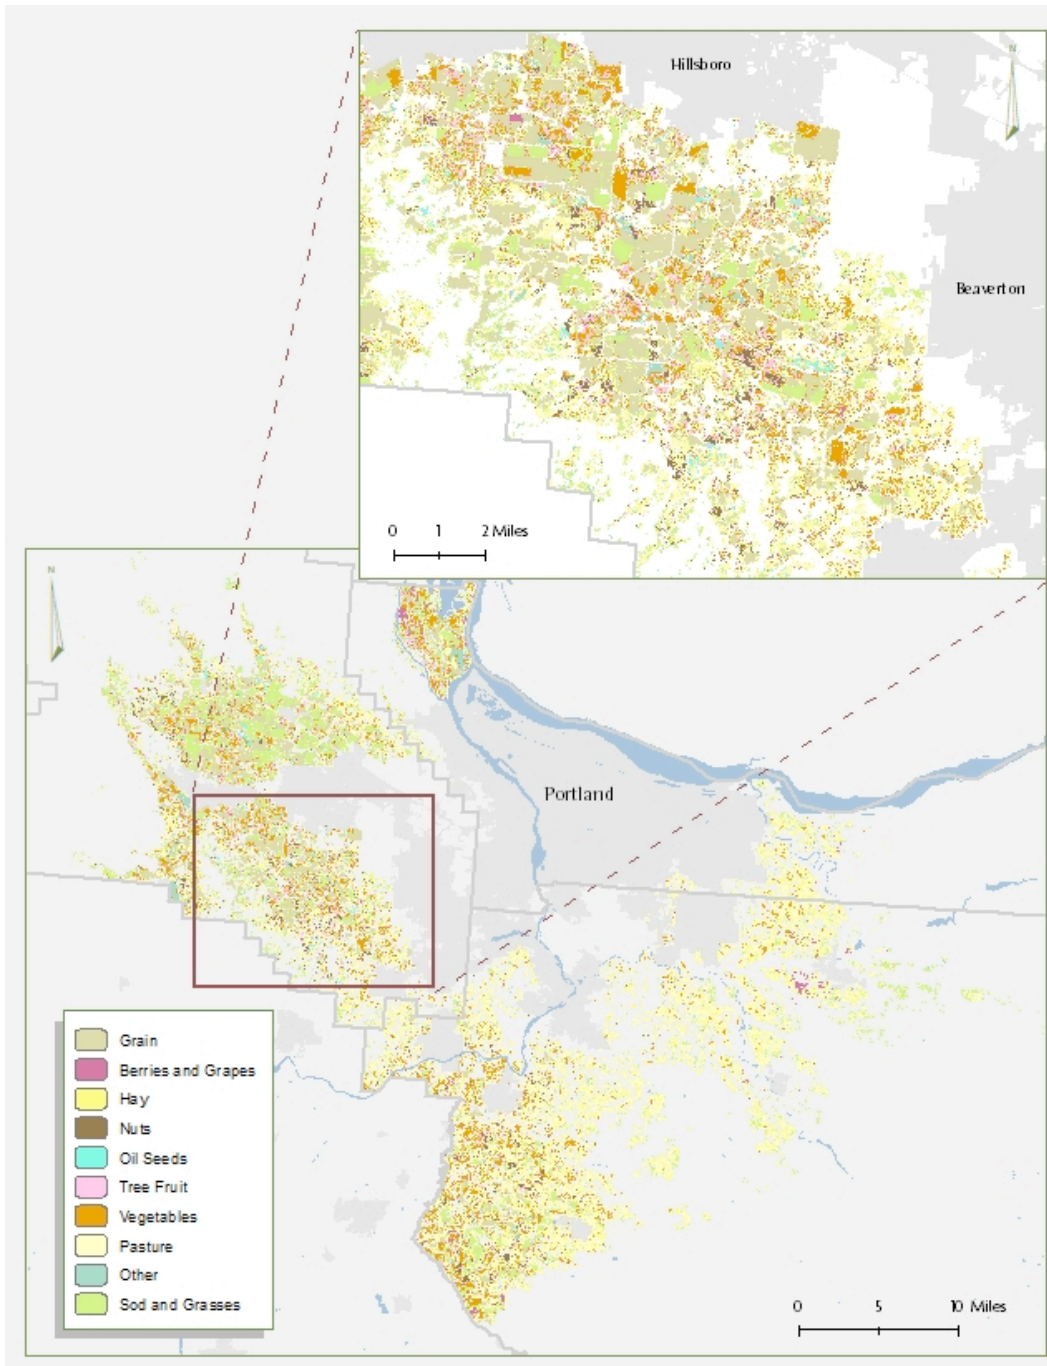 N
Hillsboro
Beaverton
0 1 2 Miles
N
Portland
Grain
Berries and Grapes
Hay
Nuts
Oil Seeds
Tree Fruit
Vegetables
Pasture
Other
Sod and Grasses
0 5 10 Miles